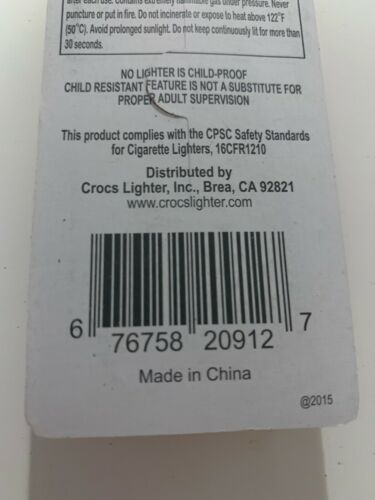 after each use. Contains extremely flammable gas under pressure. Never
puncture or put in fire. Do not incinerate or expose to heat above 122°F
(50°C). Avoid prolonged sunlight. Do not keep continuously lit for more than
30 seconds.
NO LIGHTER IS CHILD-PROOF
CHILD RESISTANT FEATURE IS NOT A SUBSTITUTE FOR
PROPER ADULT SUPERVISION
This product complies with the CPSC Safety Standards
for Cigarette Lighters, 16CFR1210
Distributed by
Crocs Lighter, Inc., Brea, CA 92821
www.crocslighter.com
6 76758 20912 7
Made in China
@2015